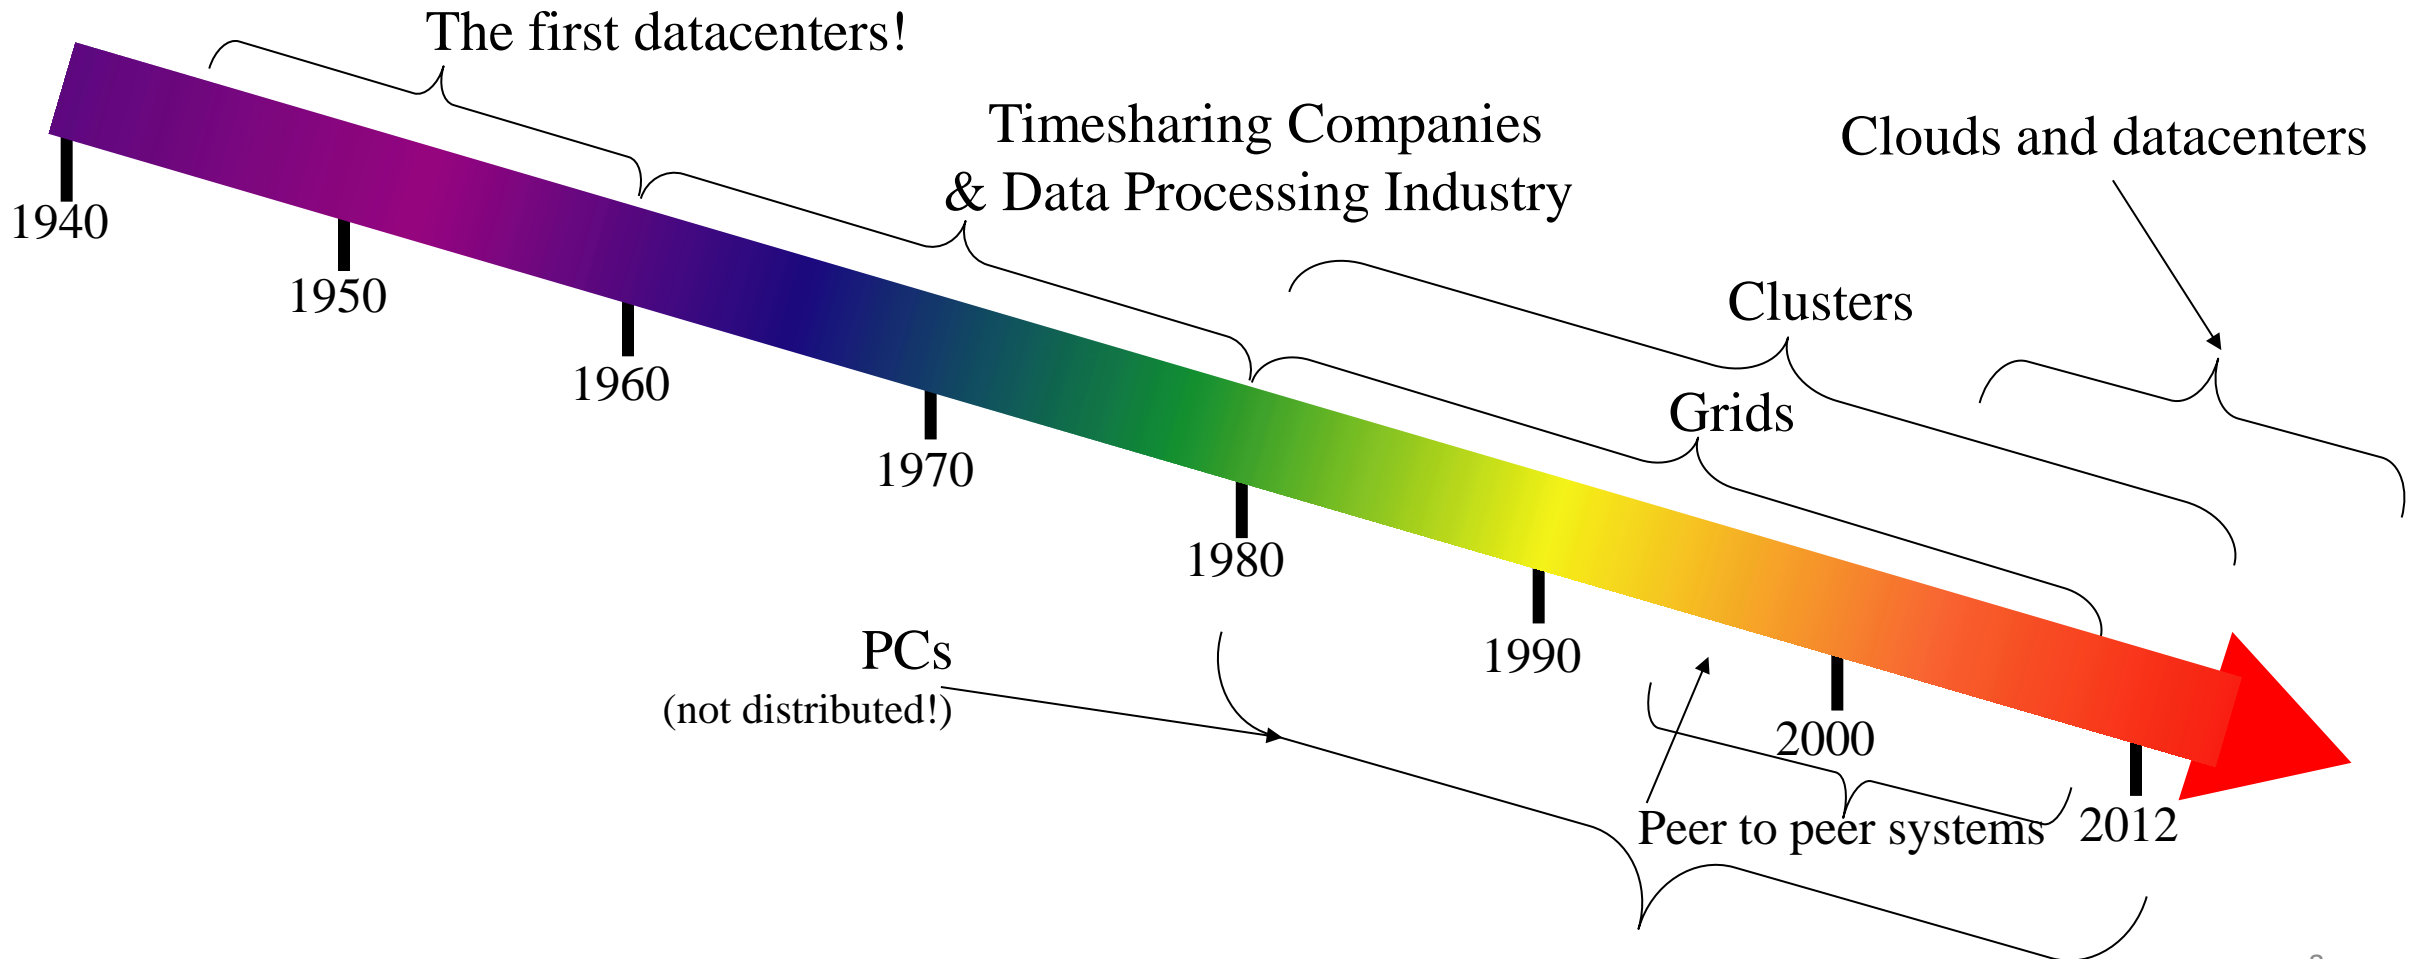 The first datacenters!
Timesharing Companies
& Data Processing Industry
Clouds and datacenters
Clusters
Grids
1940
1950
1960
1970
1980
1990
2000
2012
PCs
(not distributed!)
Peer to peer systems